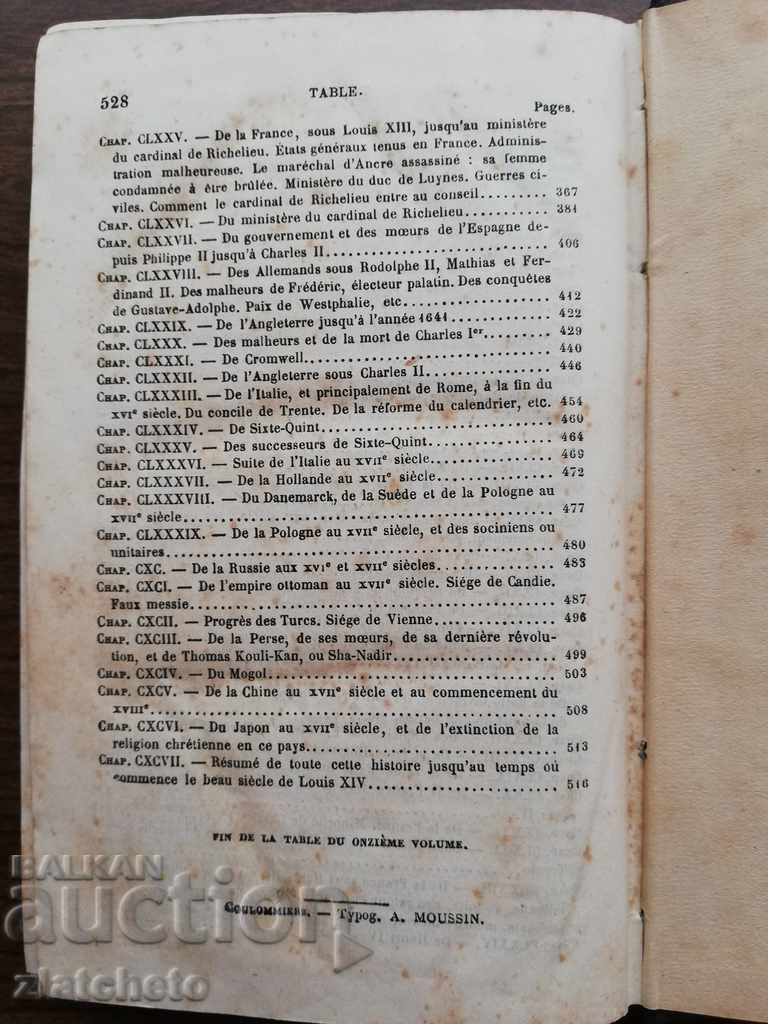 528
TABLE.
Pages.
CHAP. CLXXV. — De la France, sous Louis XIII, jusqu'au ministère
du cardinal de Richelieu. États généraux tenus en France. Adminis-
tration malheureuse. Le maréchal d'Ancre assassiné : sa femme
condamnée à être brûlée. Ministère du duc de Luynes. Guerres ci-
viles. Comment le cardinal de Richelieu entre au conseil.......... 367
CHAP. CLXXVI. — Du ministère du cardinal de Richelieu........... 381
CHAP. CLXXVII. — Du gouvernement et des mœurs de l'Espagne de-
puis Philippe II jusqu'à Charles II............................ 406
CHAP. CLXXVIII. — Des Allemands sous Rodolphe II, Mathias et Fer-
dinand II. Des malheurs de Frédéric, électeur palatin. Des conquêtes
de Gustave-Adolphe. Paix de Westphalie, etc.................... 412
CHAP. CLXXIX. — De l'Angleterre jusqu'à l'année 1641............ 422
CHAP. CLXXX. — Des malheurs et de la mort de Charles Ier......... 429
CHAP. CLXXXI. — De Cromwell............................ 440
CHAP. CLXXXII. — De l'Angleterre sous Charles II............... 446
CHAP. CLXXXIII. — De l'Italie, et principalement de Rome, à la fin du
XVIe siècle. Du concile de Trente. De la réforme du calendrier, etc. 454
CHAP. CLXXXIV. — De Sixte-Quint............................ 460
CHAP. CLXXXV. — Des successeurs de Sixte-Quint............... 464
CHAP. CLXXXVI. — Suite de l'Italie au XVIIe siècle............... 469
CHAP. CLXXXVII. — De la Hollande au XVIIe siècle............... 472
CHAP. CLXXXVIII. — Du Danemarck, de la Suède et de la Pologne au
XVIIe siècle............................ 477
CHAP. CLXXXIX. — De la Pologne au XVIIe siècle, et des sociniens ou
unitaires............................ 480
CHAP. CXC. — De la Russie aux XVIe et XVIIe siècles............... 483
CHAP. CXCI. — De l'empire ottoman au XVIIe siècle. Siége de Candie.
Faux messie............................ 487
CHAP. CXCII. — Progrès des Turcs. Siége de Vienne............... 496
CHAP. CXCIII. — De la Perse, de ses mœurs, de sa dernière révolu-
tion, et de Thomas Kouli-Kan, ou Sha-Nadir............... 499
CHAP. CXCIV. — Du Mogol............................ 503
CHAP. CXCV. — De la Chine au XVIIe siècle et au commencement du
XVIIIe............................ 508
CHAP. CXCVI. — Du Japon au XVIIe siècle, et de l'extinction de la
religion chrétienne en ce pays............................ 513
CHAP. CXCVII. — Résumé de toute cette histoire jusqu'au temps où
commence le beau siècle de Louis XIV............................ 516
FIN DE LA TABLE DU ONZIÈME VOLUME.
COULOMMIERS. — Typog. A. MOUSSIN.
BALKAN
auction
zlatcheto